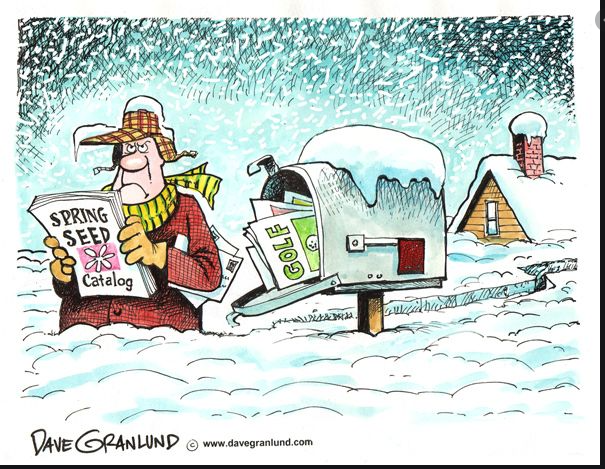 SPRING
SEED
Catalog
GOLF
DAVE GRANLUND © www.davegranlund.com